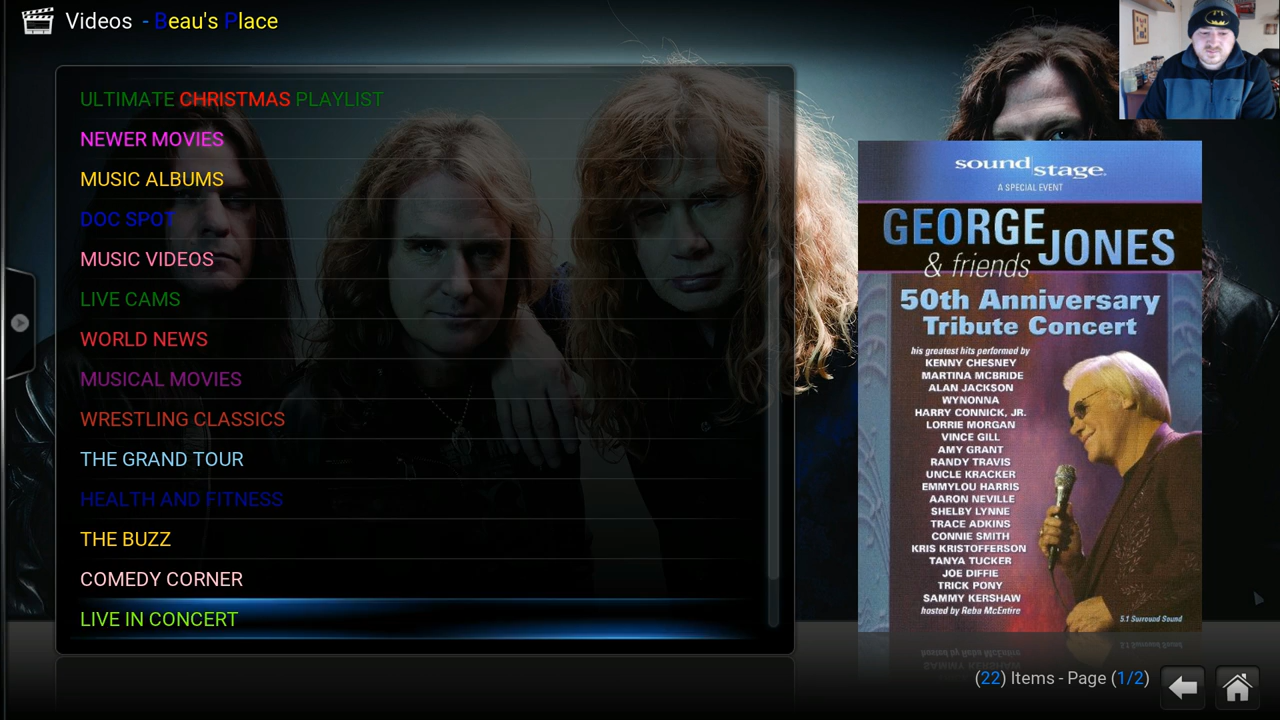 Videos - Beau's Place
ULTIMATE CHRISTMAS PLAYLIST
NEWER MOVIES
MUSIC ALBUMS
DOC SPOT
MUSIC VIDEOS
LIVE CAMS
WORLD NEWS
MUSICAL MOVIES
WRESTLING CLASSICS
THE GRAND TOUR
HEALTH AND FITNESS
THE BUZZ
COMEDY CORNER
LIVE IN CONCERT
sound stage.
A SPECIAL EVENT
GEORGE JONES
& friends
50th Anniversary
Tribute Concert
his greatest hits performed by
KENNY CHESNEY
MARTINA MCBRIDE
ALAN JACKSON
WYNONNA
HARRY CONNICK, JR.
LORRIE MORGAN
VINCE GILL
AMY GRANT
RANDY TRAVIS
UNCLE KRACKER
EMMYLOU HARRIS
AARON NEVILLE
SHELBY LYNNE
TRACE ADKINS
CONNIE SMITH
KRIS KRISTOFFERSON
TANYA TUCKER
JOE DIFFIE
TRICK PONY
SAMMY KERSHAW
hosted by Reba McEntire
5.1 Surround Sound
(22) Items - Page (1/2)